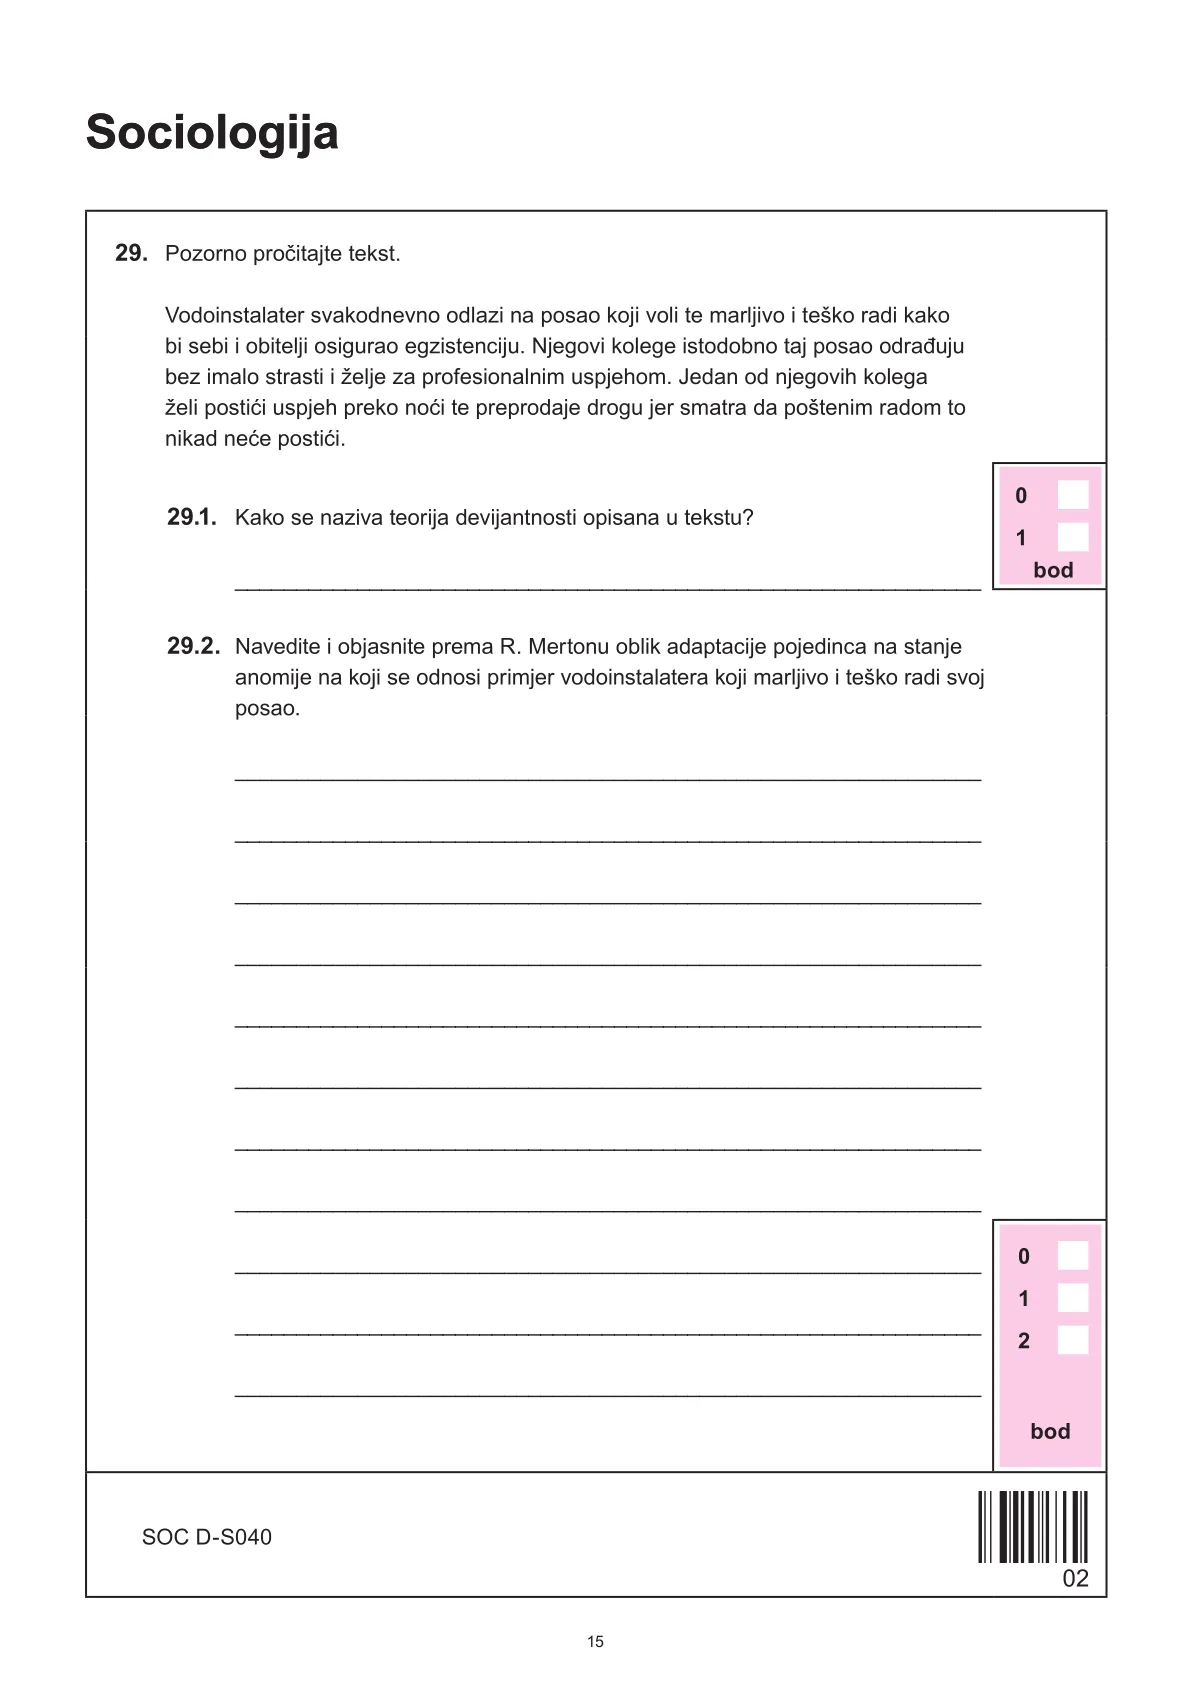 Sociologija
29. Pozorno pročitajte tekst.
Vodoinstalater svakodnevno odlazi na posao koji voli te marljivo i teško radi kako
bi sebi i obitelji osigurao egzistenciju. Njegovi kolege istodobno taj posao odrađuju
bez imalo strasti i želje za profesionalnim uspjehom. Jedan od njegovih kolega
želi postići uspjeh preko noći te preprodaje drogu jer smatra da poštenim radom to
nikad neće postići.
29.1. Kako se naziva teorija devijantnosti opisana u tekstu?
0
1
bod
29.2. Navedite i objasnite prema R. Mertonu oblik adaptacije pojedinca na stanje
anomije na koji se odnosi primjer vodoinstalatera koji marljivo i teško radi svoj
posao.
0
1
2
bod
SOC D-S040
02
15